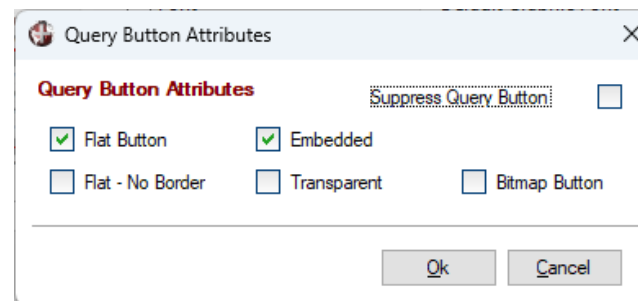 Query Button Attributes
Query Button Attributes
Suppress Query Button
Flat Button
Embedded
Flat - No Border
Transparent
Bitmap Button
Ok
Cancel